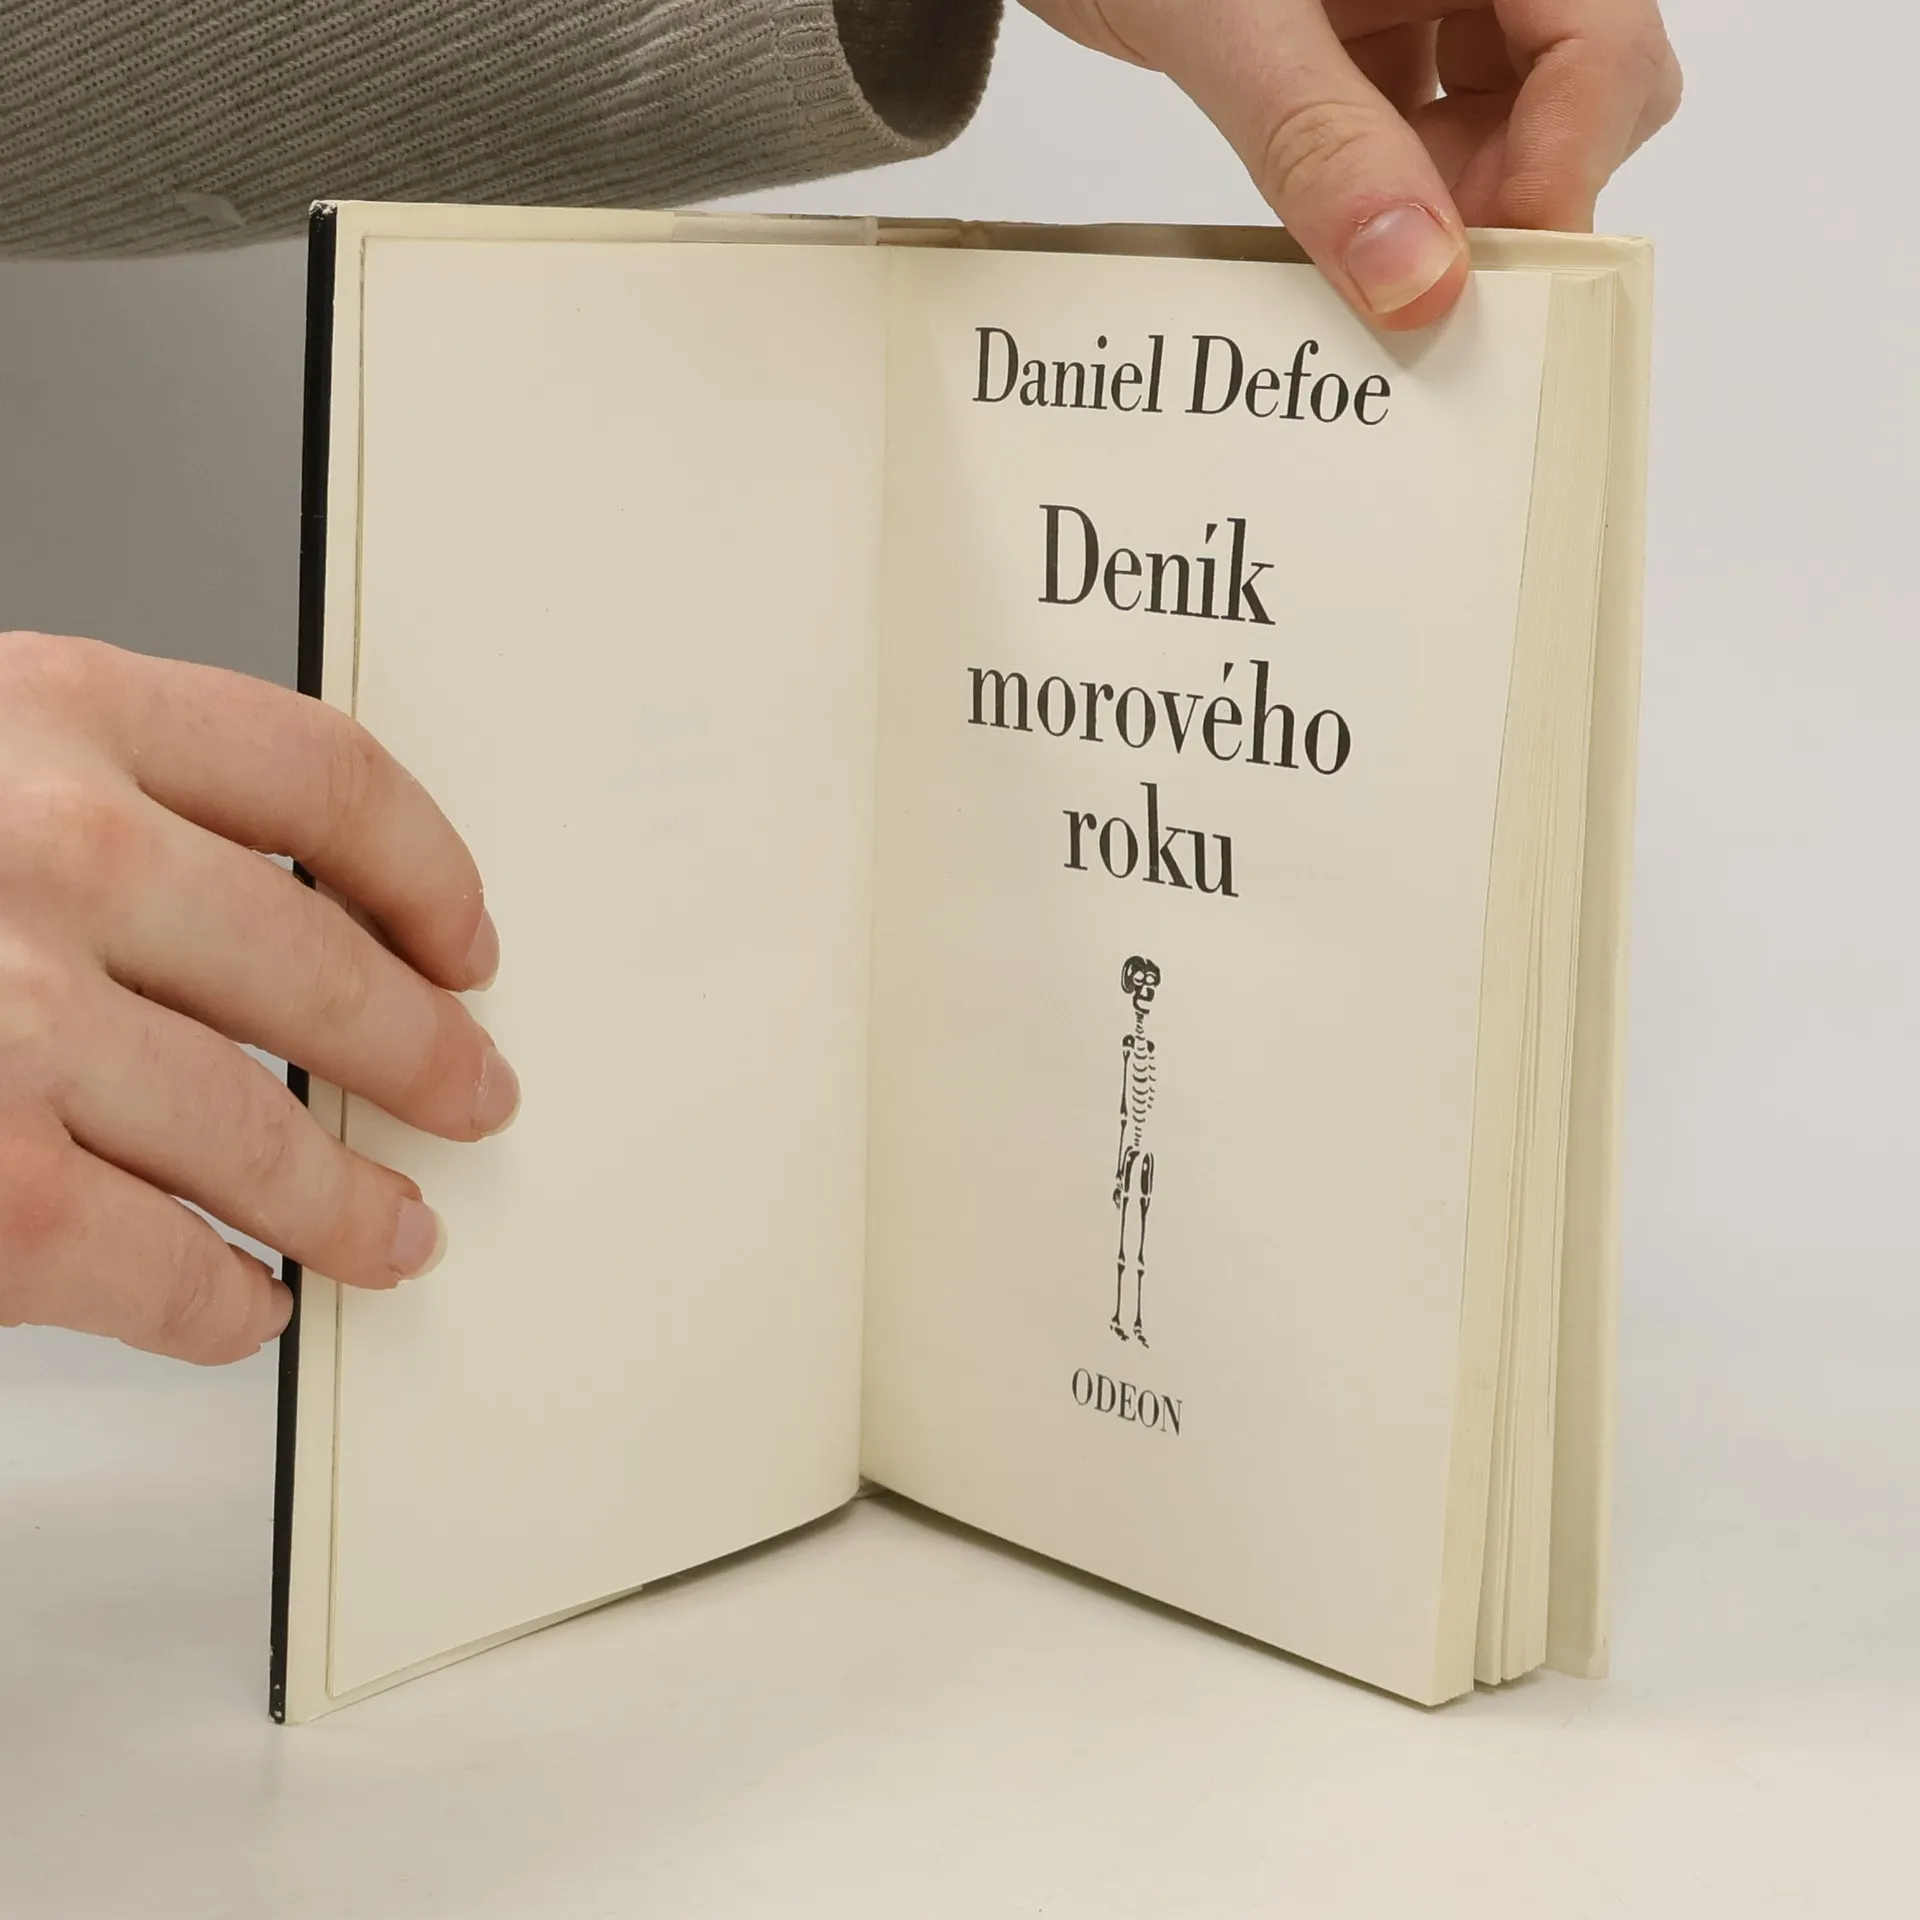 Daniel Defoe
Deník
morového
roku
ODEON